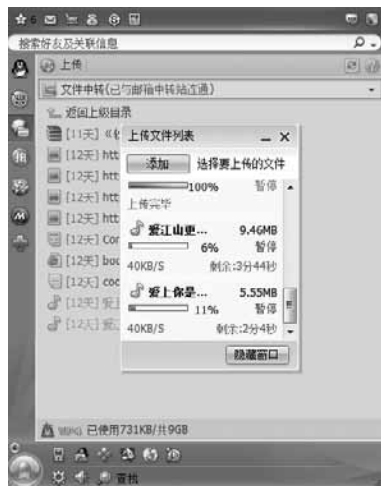 6
搜索好友及关联信息
上传
文件中转(已与邮箱中转站连通)
返回上级目录
[11天]
上传文件列表
[12天] htt
添加 选择要上传的文件
[12天] htt
100% 暂停
[12天] htt
上传完毕
[12天] htt
爱江山更... 9.46MB
[12天] Cor
6% 暂停
[12天] boo
40KB/S 剩余:3分44秒
[12天] coc
爱上你是... 5.55MB
[12天] 爱上
11% 暂停
[12天] 爱江
40KB/S 剩余:2分4秒
隐藏窗口
已使用731KB/共9GB
查找